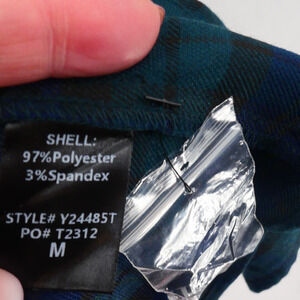 SHELL:
97%Polyester
3%Spandex
STYLE# Y24485T
PO# T2312
M